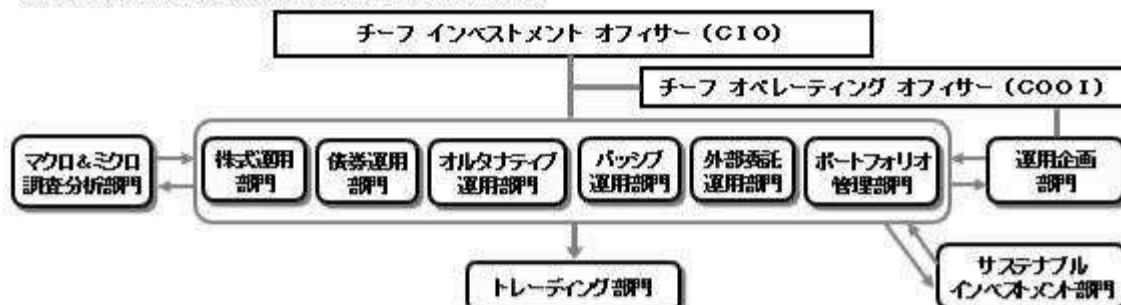 チーフ インベストメント オフィサー (CIO)
チーフ オペレーティング オフィサー (COOI)
マクロ&ミクロ
調査分析部門
株式運用
部門
債券運用
部門
オルタナティブ
運用部門
パッシブ
運用部門
外部委託
運用部門
ポートフォリオ
管理部門
運用企画
部門
トレーディング部門
サステナブル
インベストメント部門